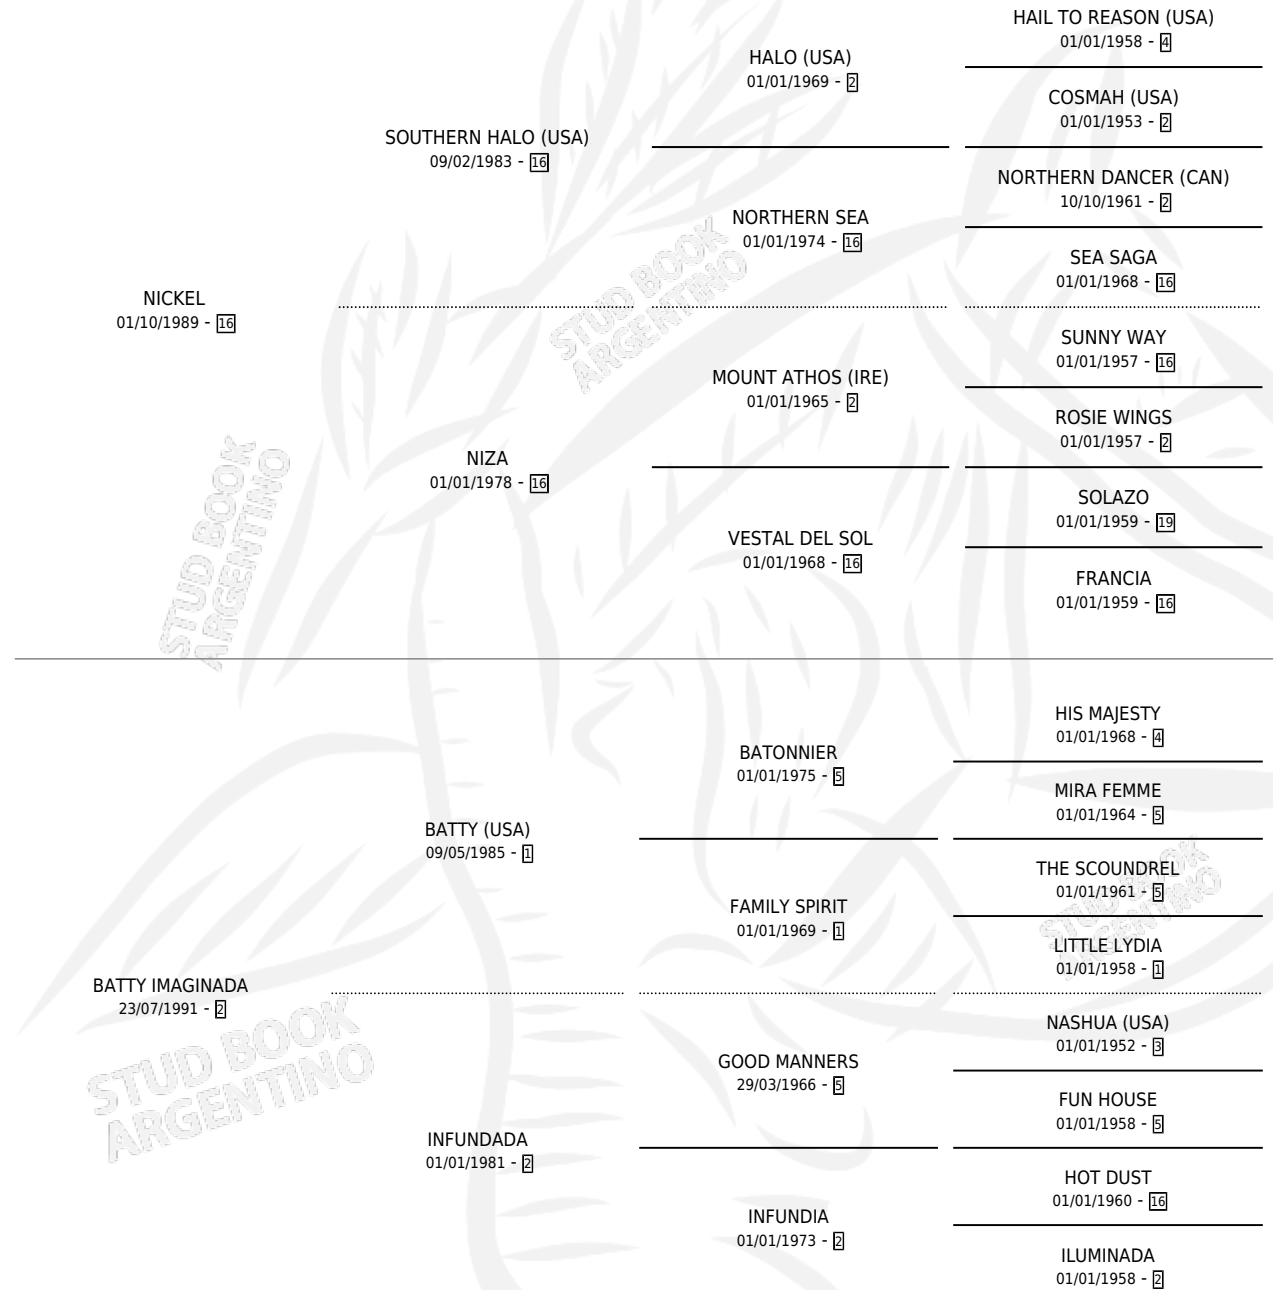 HAIL TO REASON (USA)
01/01/1958 - 4
HALO (USA)
01/01/1969 - 2
COSMAH (USA)
01/01/1953 - 2
SOUTHERN HALO (USA)
09/02/1983 - 16
NORTHERN DANCER (CAN)
10/10/1961 - 2
NORTHERN SEA
01/01/1974 - 16
SEA SAGA
01/01/1968 - 16
NICKEL
01/10/1989 - 16
SUNNY WAY
01/01/1957 - 16
MOUNT ATHOS (IRE)
01/01/1965 - 2
ROSIE WINGS
01/01/1957 - 2
NIZA
01/01/1978 - 16
SOLAZO
01/01/1959 - 19
VESTAL DEL SOL
01/01/1968 - 16
FRANCIA
01/01/1959 - 16
HIS MAJESTY
01/01/1968 - 4
BATONNIER
01/01/1975 - 5
MIRA FEMME
01/01/1964 - 5
BATTY (USA)
09/05/1985 - 1
THE SCOUNDREL
01/01/1961 - 5
FAMILY SPIRIT
01/01/1969 - 1
LITTLE LYDIA
01/01/1958 - 1
BATTY IMAGINADA
23/07/1991 - 2
NASHUA (USA)
01/01/1952 - 3
GOOD MANNERS
29/03/1966 - 5
FUN HOUSE
01/01/1958 - 5
INFUNDADA
01/01/1981 - 2
HOT DUST
01/01/1960 - 16
INFUNDIA
01/01/1973 - 2
ILUMINADA
01/01/1958 - 2
STUD BOOK
ARGENTINO
STUD BOOK
ARGENTINO
STUD BOOK
ARGENTINO
STUD BOOK
ARGENTINO